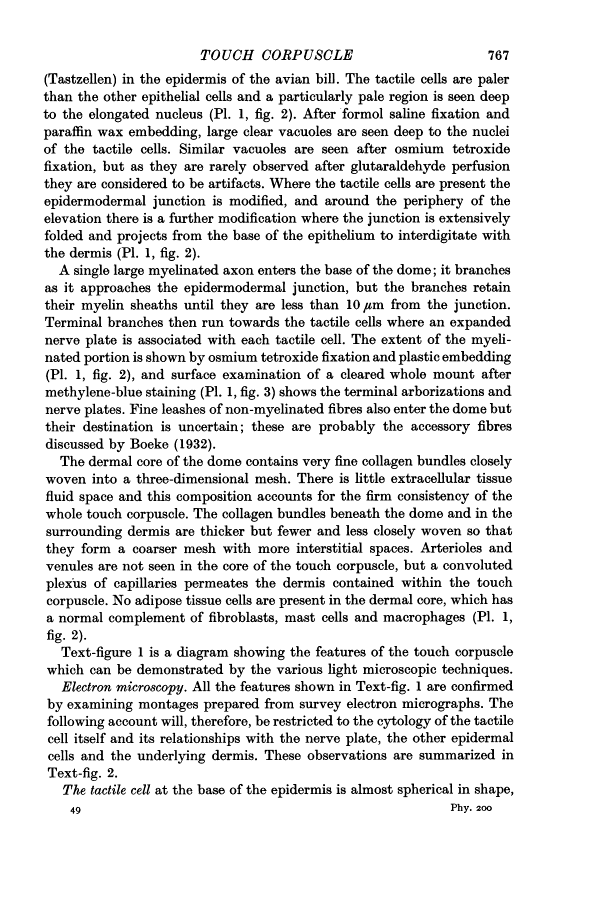 TOUCH CORPUSCLE 767
(Tastzellen) in the epidermis of the avian bill. The tactile cells are paler
than the other epithelial cells and a particularly pale region is seen deep
to the elongated nucleus (Pl. 1, fig. 2). After formol saline fixation and
paraffin wax embedding, large clear vacuoles are seen deep to the nuclei
of the tactile cells. Similar vacuoles are seen after osmium tetroxide
fixation, but as they are rarely observed after glutaraldehyde perfusion
they are considered to be artifacts. Where the tactile cells are present the
epidermodermal junction is modified, and around the periphery of the
elevation there is a further modification where the junction is extensively
folded and projects from the base of the epithelium to interdigitate with
the dermis (Pl. 1, fig. 2).
A single large myelinated axon enters the base of the dome; it branches
as it approaches the epidermodermal junction, but the branches retain
their myelin sheaths until they are less than 10 μm from the junction.
Terminal branches then run towards the tactile cells where an expanded
nerve plate is associated with each tactile cell. The extent of the myeli-
nated portion is shown by osmium tetroxide fixation and plastic embedding
(Pl. 1, fig. 2), and surface examination of a cleared whole mount after
methylene-blue staining (Pl. 1, fig. 3) shows the terminal arborizations and
nerve plates. Fine leashes of non-myelinated fibres also enter the dome but
their destination is uncertain; these are probably the accessory fibres
discussed by Boeke (1932).
The dermal core of the dome contains very fine collagen bundles closely
woven into a three-dimensional mesh. There is little extracellular tissue
fluid space and this composition accounts for the firm consistency of the
whole touch corpuscle. The collagen bundles beneath the dome and in the
surrounding dermis are thicker but fewer and less closely woven so that
they form a coarser mesh with more interstitial spaces. Arterioles and
venules are not seen in the core of the touch corpuscle, but a convoluted
plexus of capillaries permeates the dermis contained within the touch
corpuscle. No adipose tissue cells are present in the dermal core, which has
a normal complement of fibroblasts, mast cells and macrophages (Pl. 1,
fig. 2).
Text-figure 1 is a diagram showing the features of the touch corpuscle
which can be demonstrated by the various light microscopic techniques.
Electron microscopy. All the features shown in Text-fig. 1 are confirmed
by examining montages prepared from survey electron micrographs. The
following account will, therefore, be restricted to the cytology of the tactile
cell itself and its relationships with the nerve plate, the other epidermal
cells and the underlying dermis. These observations are summarized in
Text-fig. 2.
The tactile cell at the base of the epidermis is almost spherical in shape,
49 Phy. 200